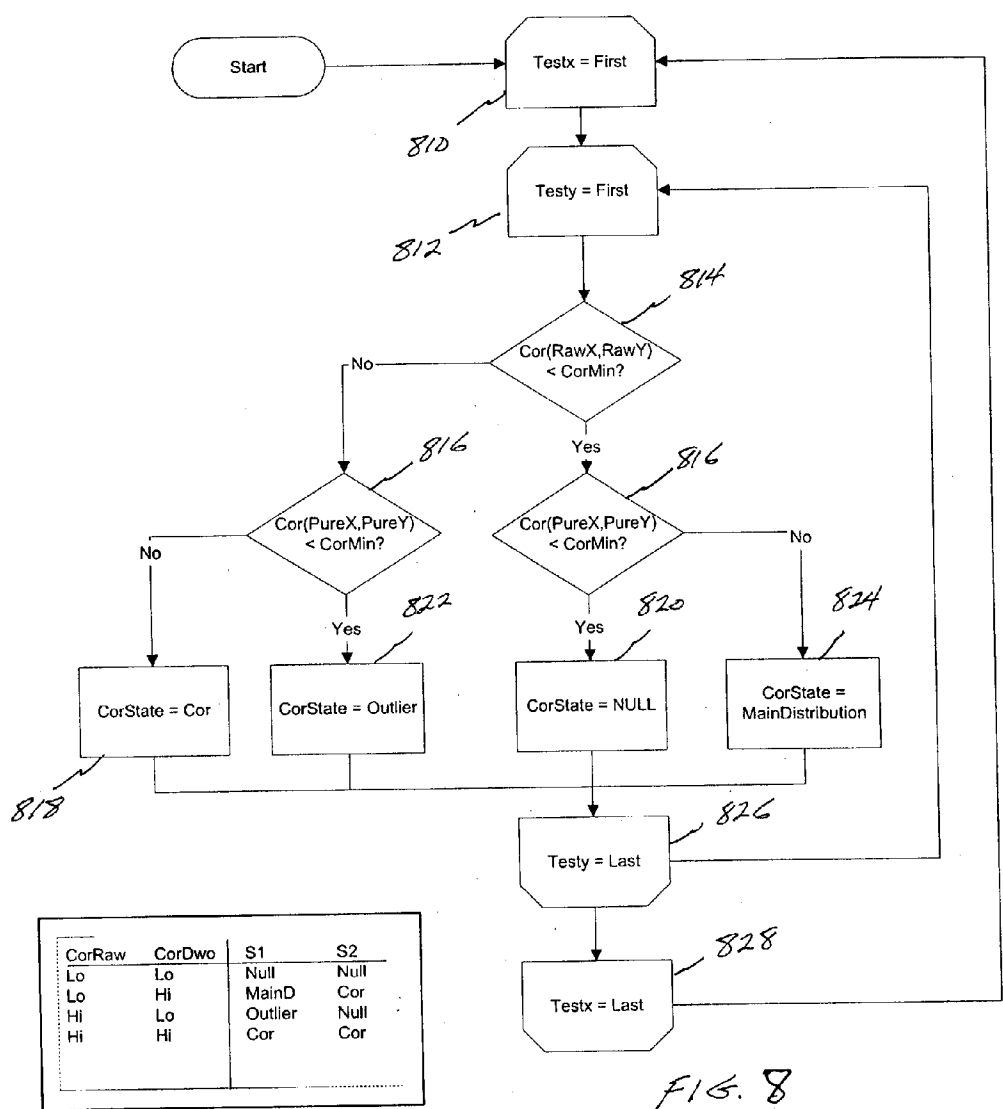 Start
Testx = First
810
Testy = First
812
814
Cor(RawX,RawY)
< CorMin?
No
Yes
816
816
Cor(PureX,PureY)
< CorMin?
Cor(PureX,PureY)
< CorMin?
No
No
822
820
824
Yes
Yes
CorState = Cor
CorState = Outlier
CorState = NULL
CorState =
MainDistribution
818
826
Testy = Last
828
Testx = Last
CorRaw CorDwo S1 S2
Lo Lo Null Null
Lo Hi MainD Cor
Hi Lo Outlier Null
Hi Hi Cor Cor
FIG. 8